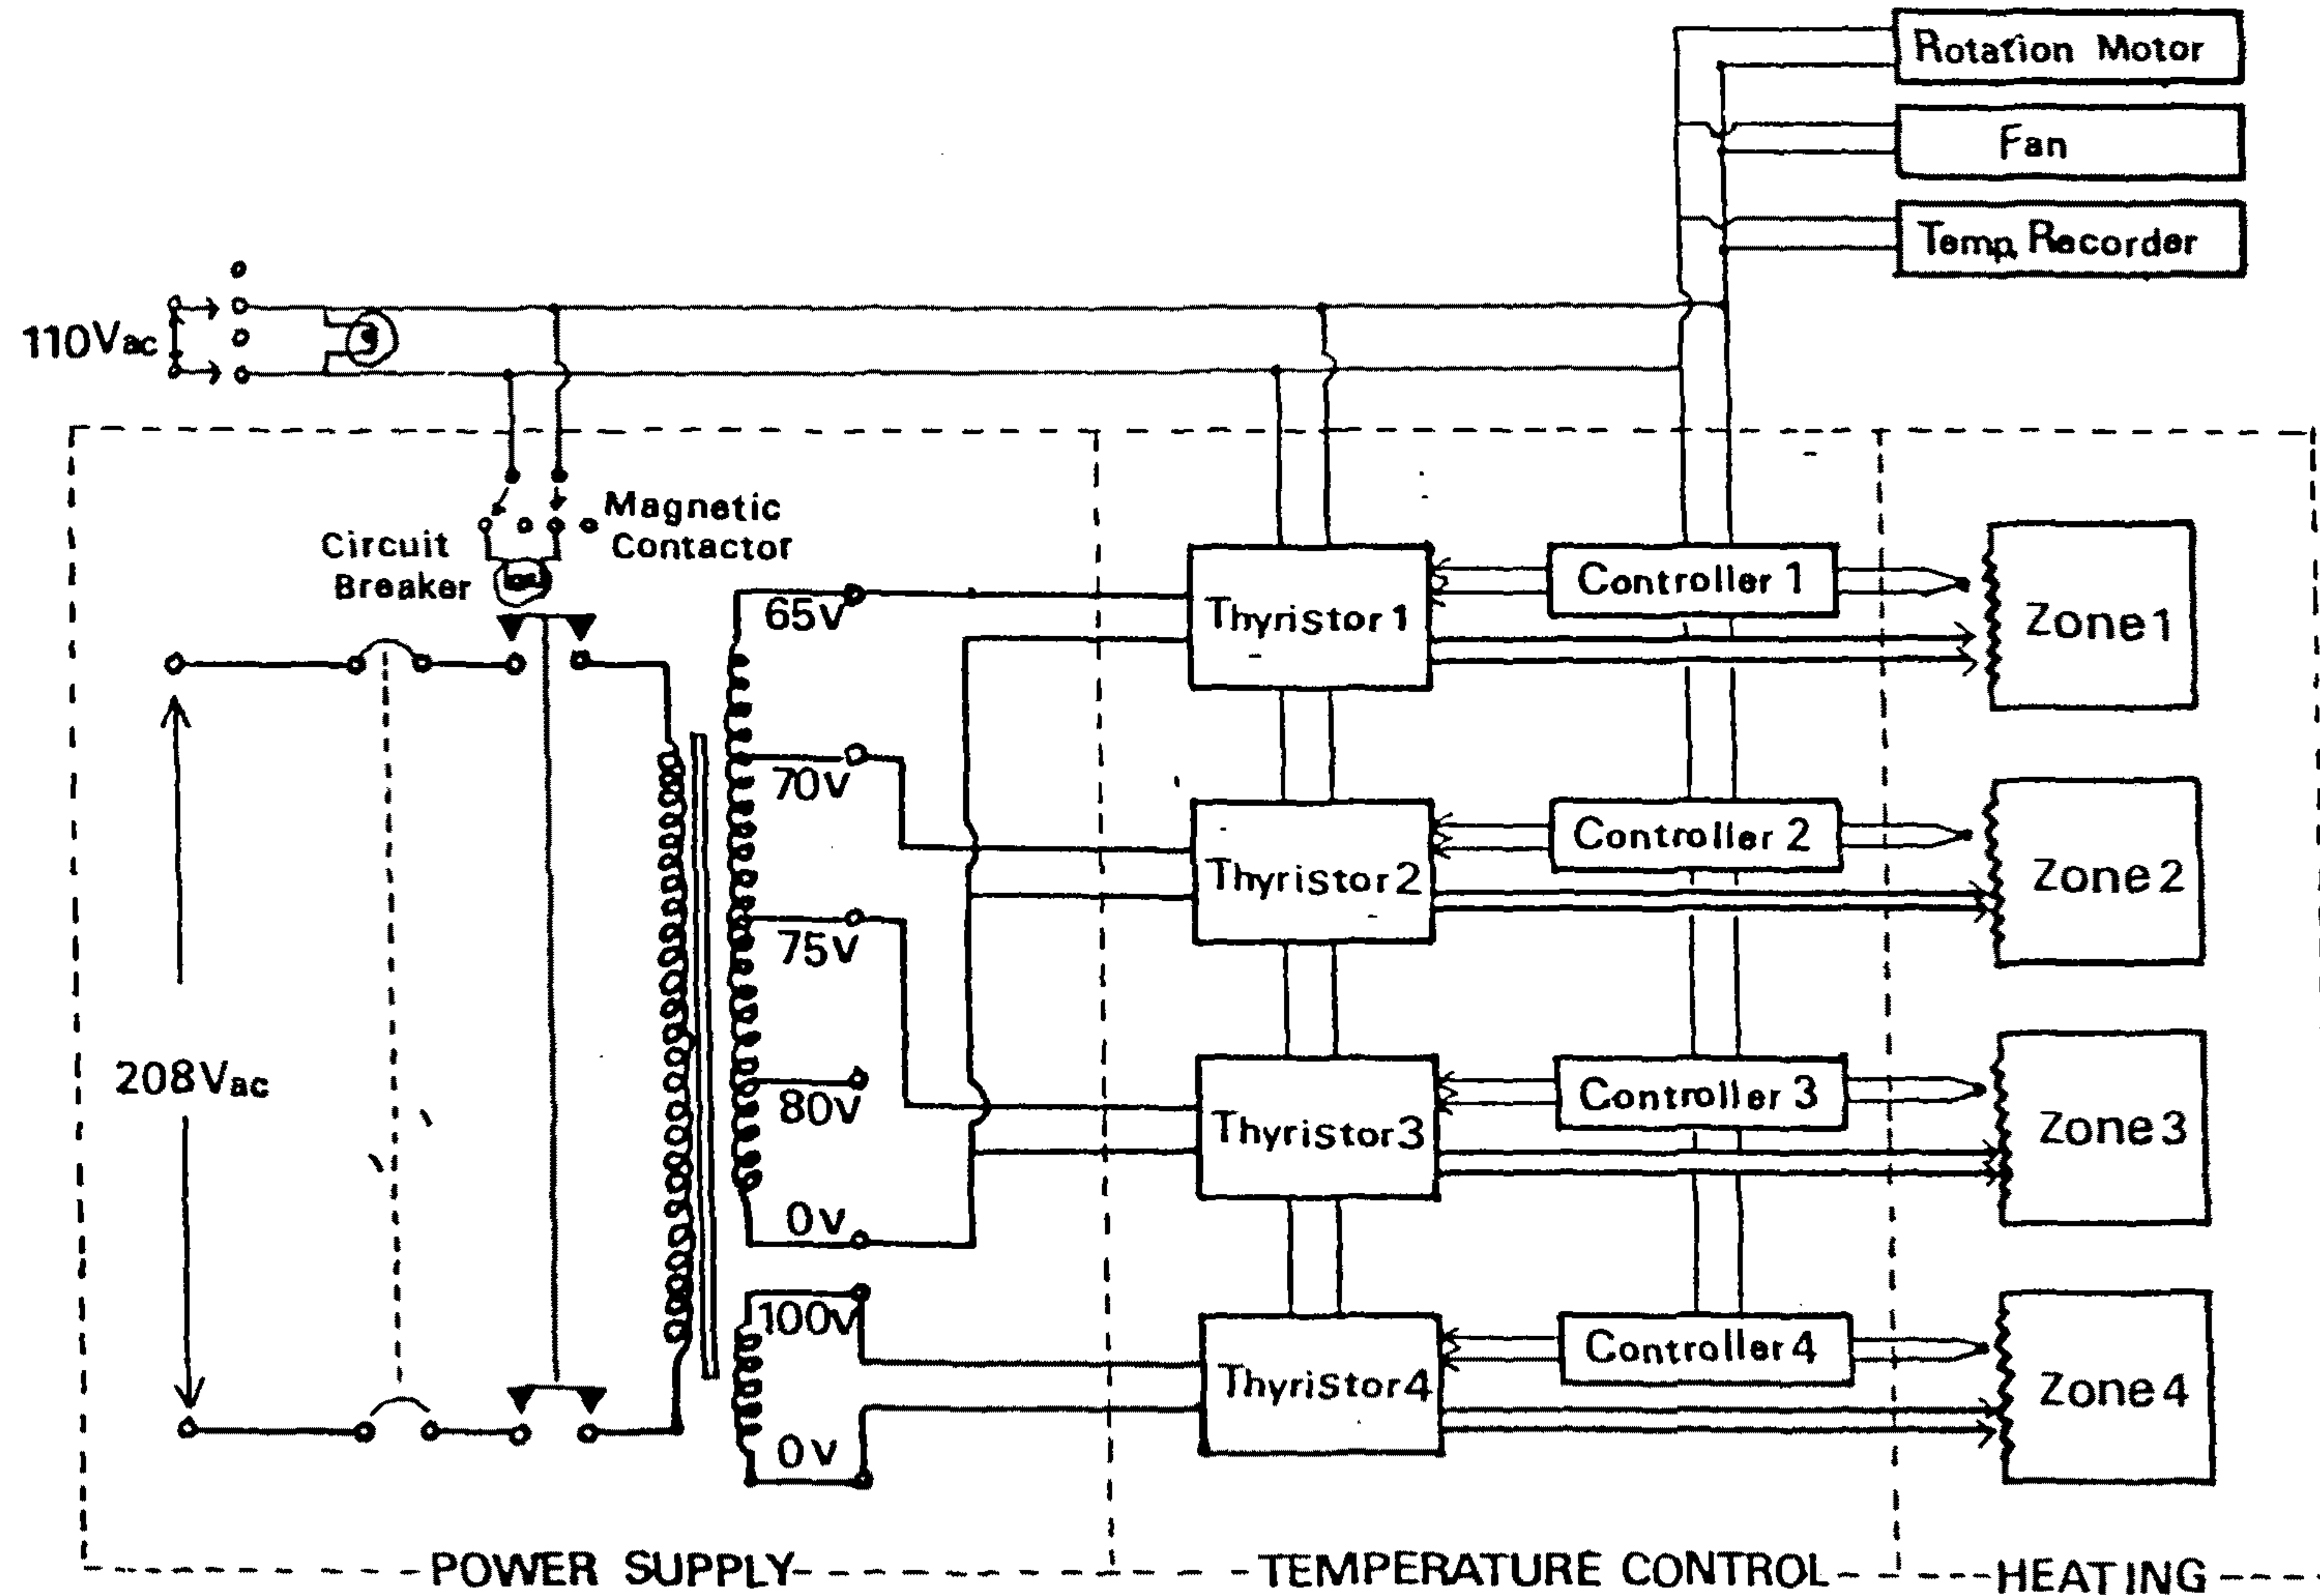 Rotation Motor
Fan
Temp. Recorder
110Vac
Magnetic
Contactor
Circuit
Breaker
65V
70V
75V
80V
0V
100V
0V
208Vac
Thyristor 1
Controller 1
Zone 1
Thyristor 2
Controller 2
Zone 2
Thyristor 3
Controller 3
Zone 3
Thyristor 4
Controller 4
Zone 4
POWER SUPPLY
TEMPERATURE CONTROL
HEATING